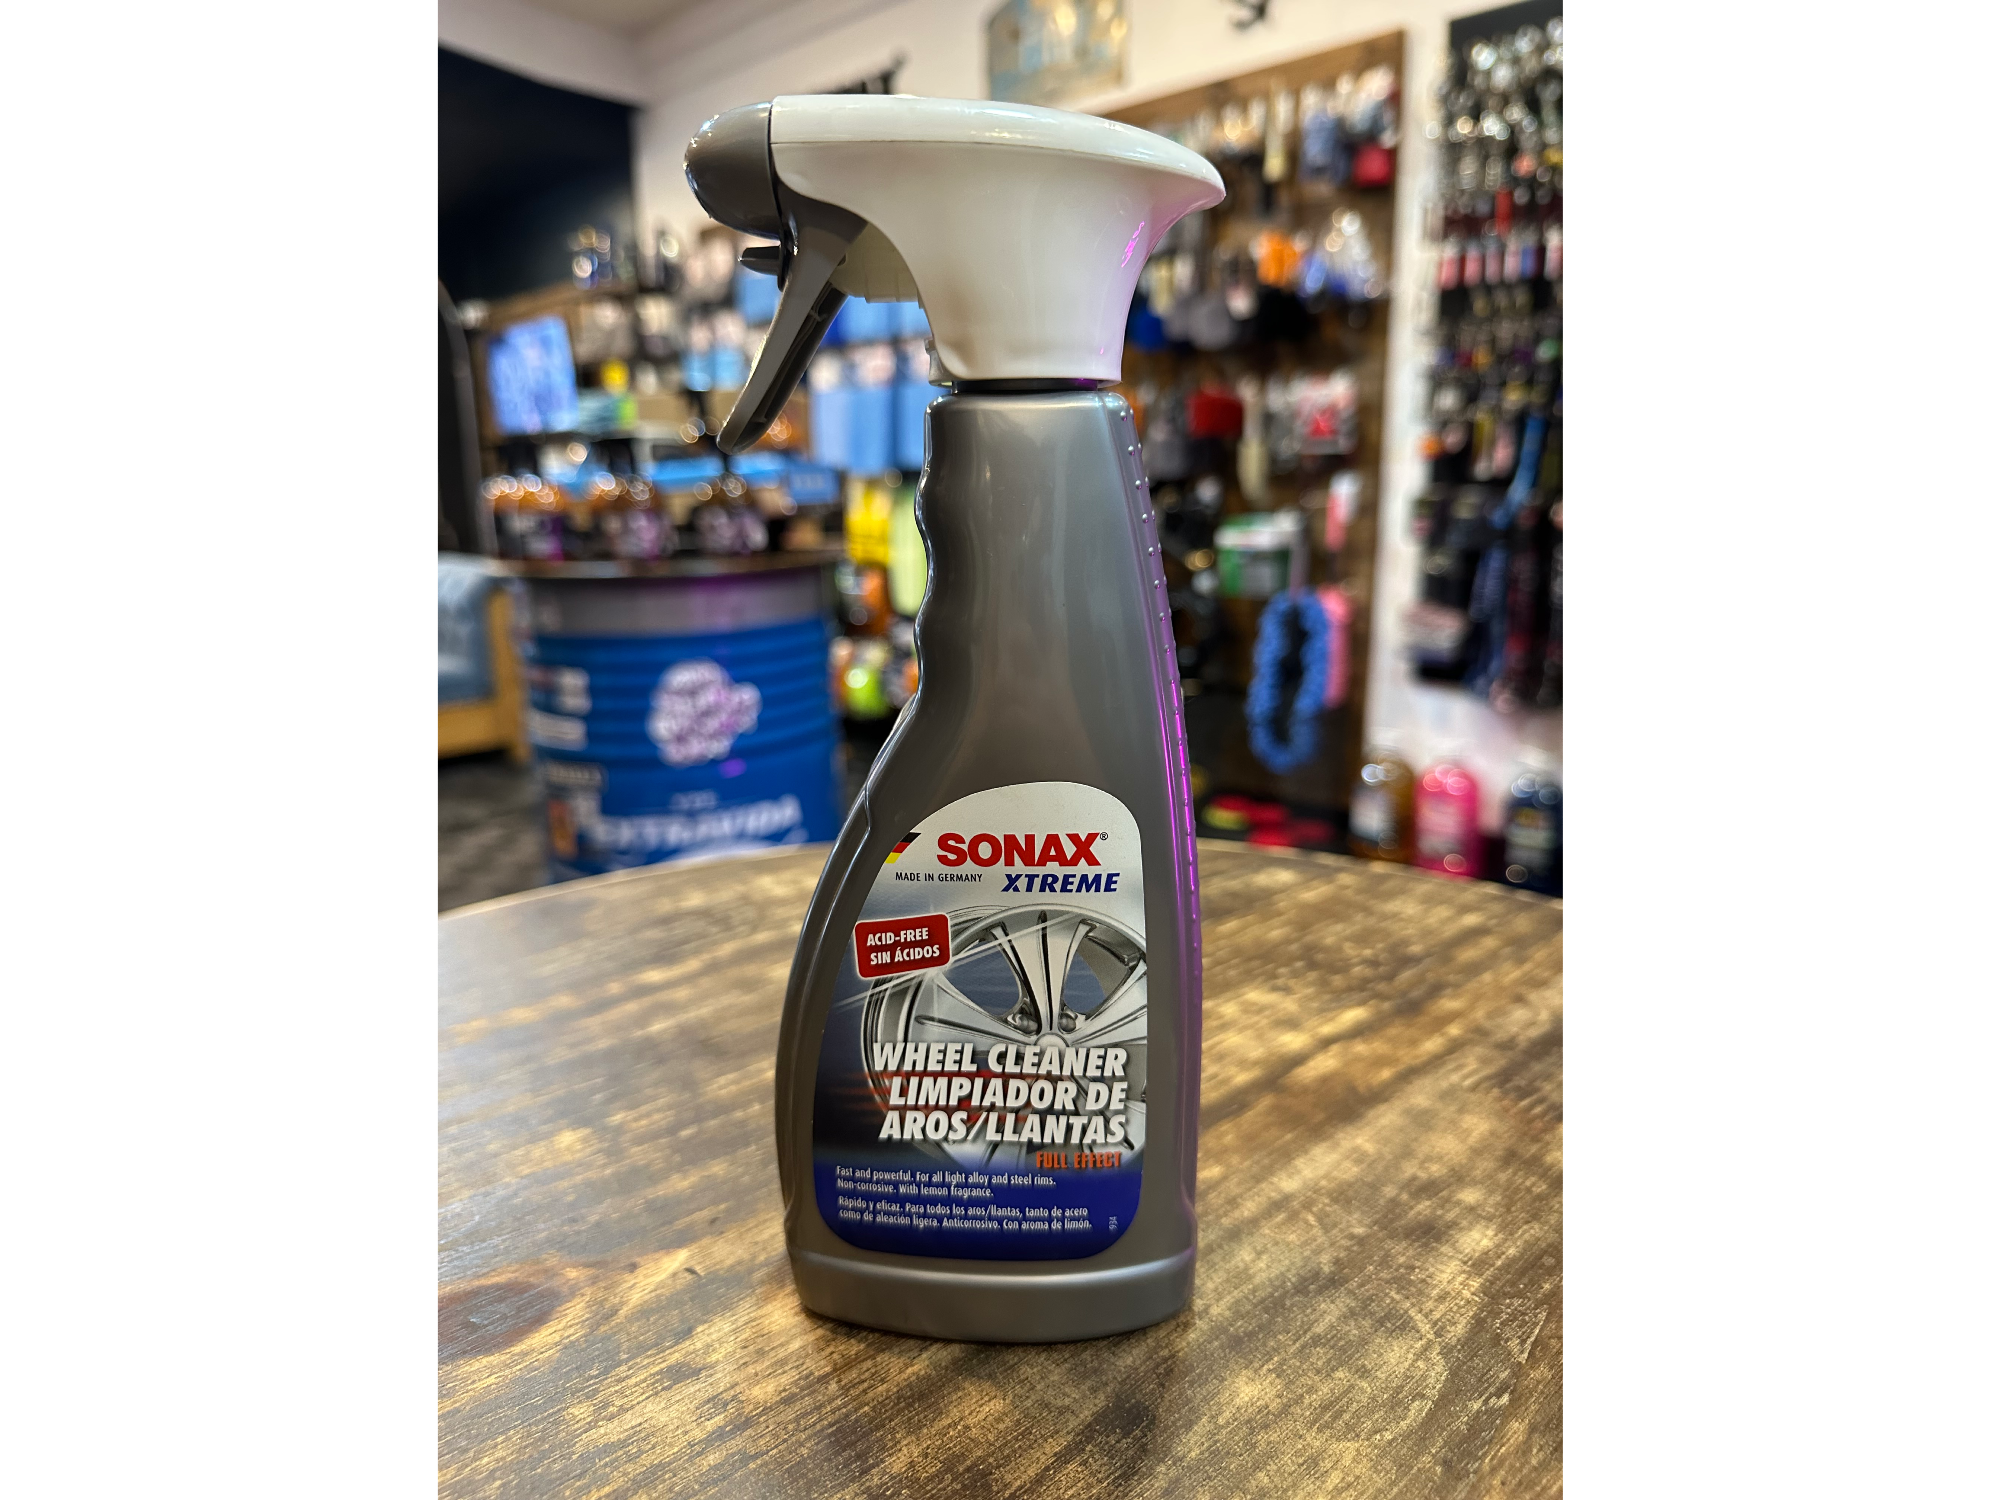 SONAX®
MADE IN GERMANY XTREME
ACID-FREE
SIN ÁCIDOS
WHEEL CLEANER
LIMPIADOR DE
AROS/LLANTAS
FULL EFFECT
Fast and powerful. For all light alloy and steel rims.
Non-corrosive. With lemon fragrance.
Rápido y eficaz. Para todos los aros/llantas, tanto de acero
como de aleación ligera. Anticorrosivo. Con aroma de limón.
934